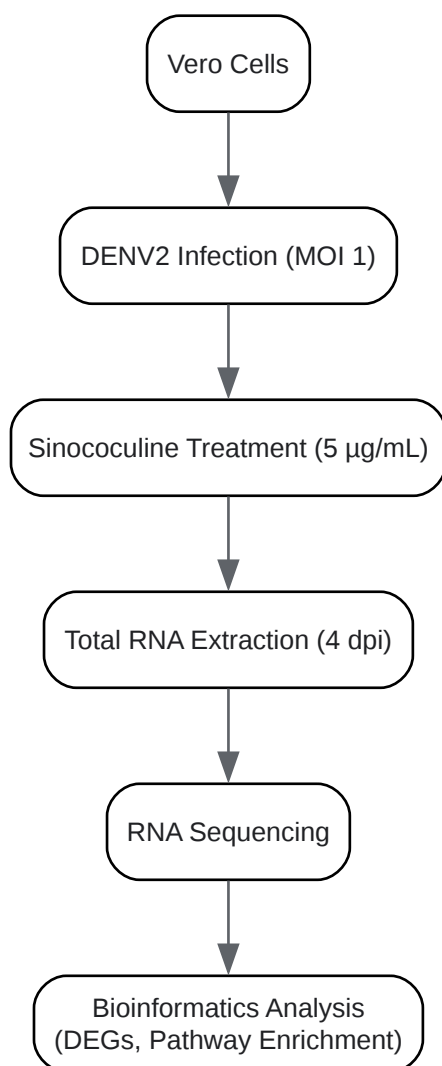 Vero Cells
DENV2 Infection (MOI 1)
Sinococuline Treatment (5 µg/mL)
Total RNA Extraction (4 dpi)
RNA Sequencing
Bioinformatics Analysis
(DEGs, Pathway Enrichment)